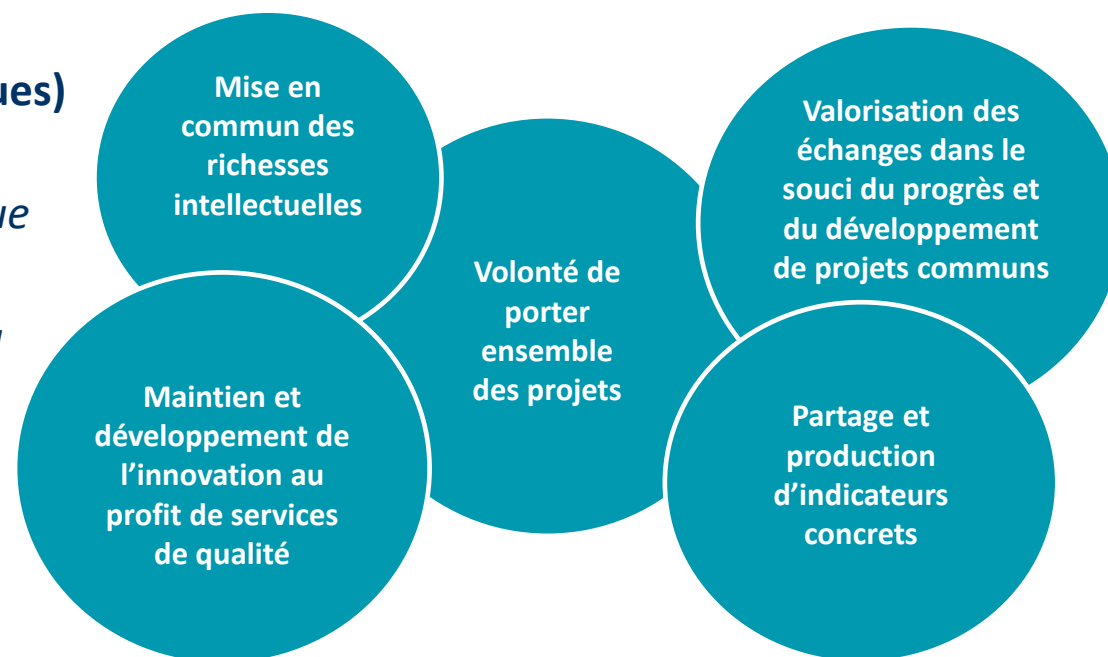 ues)
ue
Mise en
commun des
richesses
intellectuelles
Valorisation des
échanges dans le
souci du progrès et
du développement
de projets communs
Volonté de
porter
ensemble
des projets
Maintien et
développement de
l’innovation au
profit de services
de qualité
Partage et
production
d’indicateurs
concrets